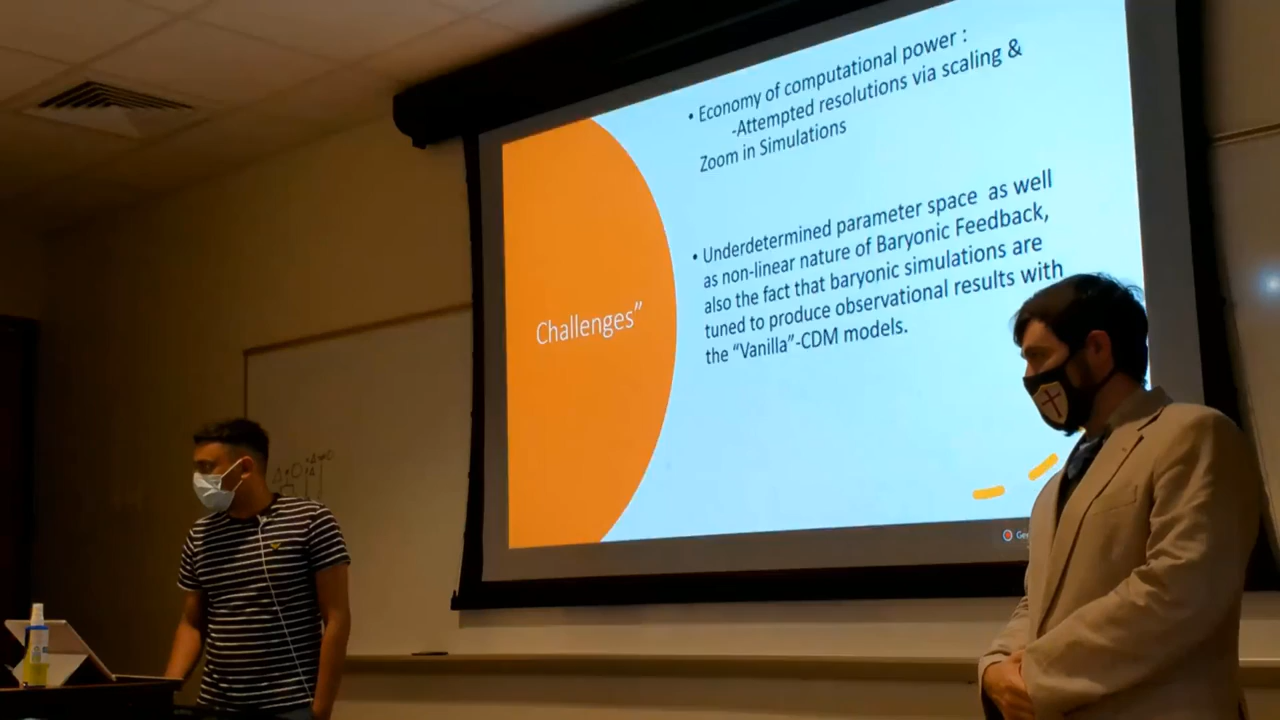 • Economy of computational power :
-Attempted resolutions via scaling &
Zoom in Simulations
• Underdetermined parameter space as well
as non-linear nature of Baryonic Feedback,
also the fact that baryonic simulations are
tuned to produce observational results with
the “Vanilla”-CDM models.
Challenges”